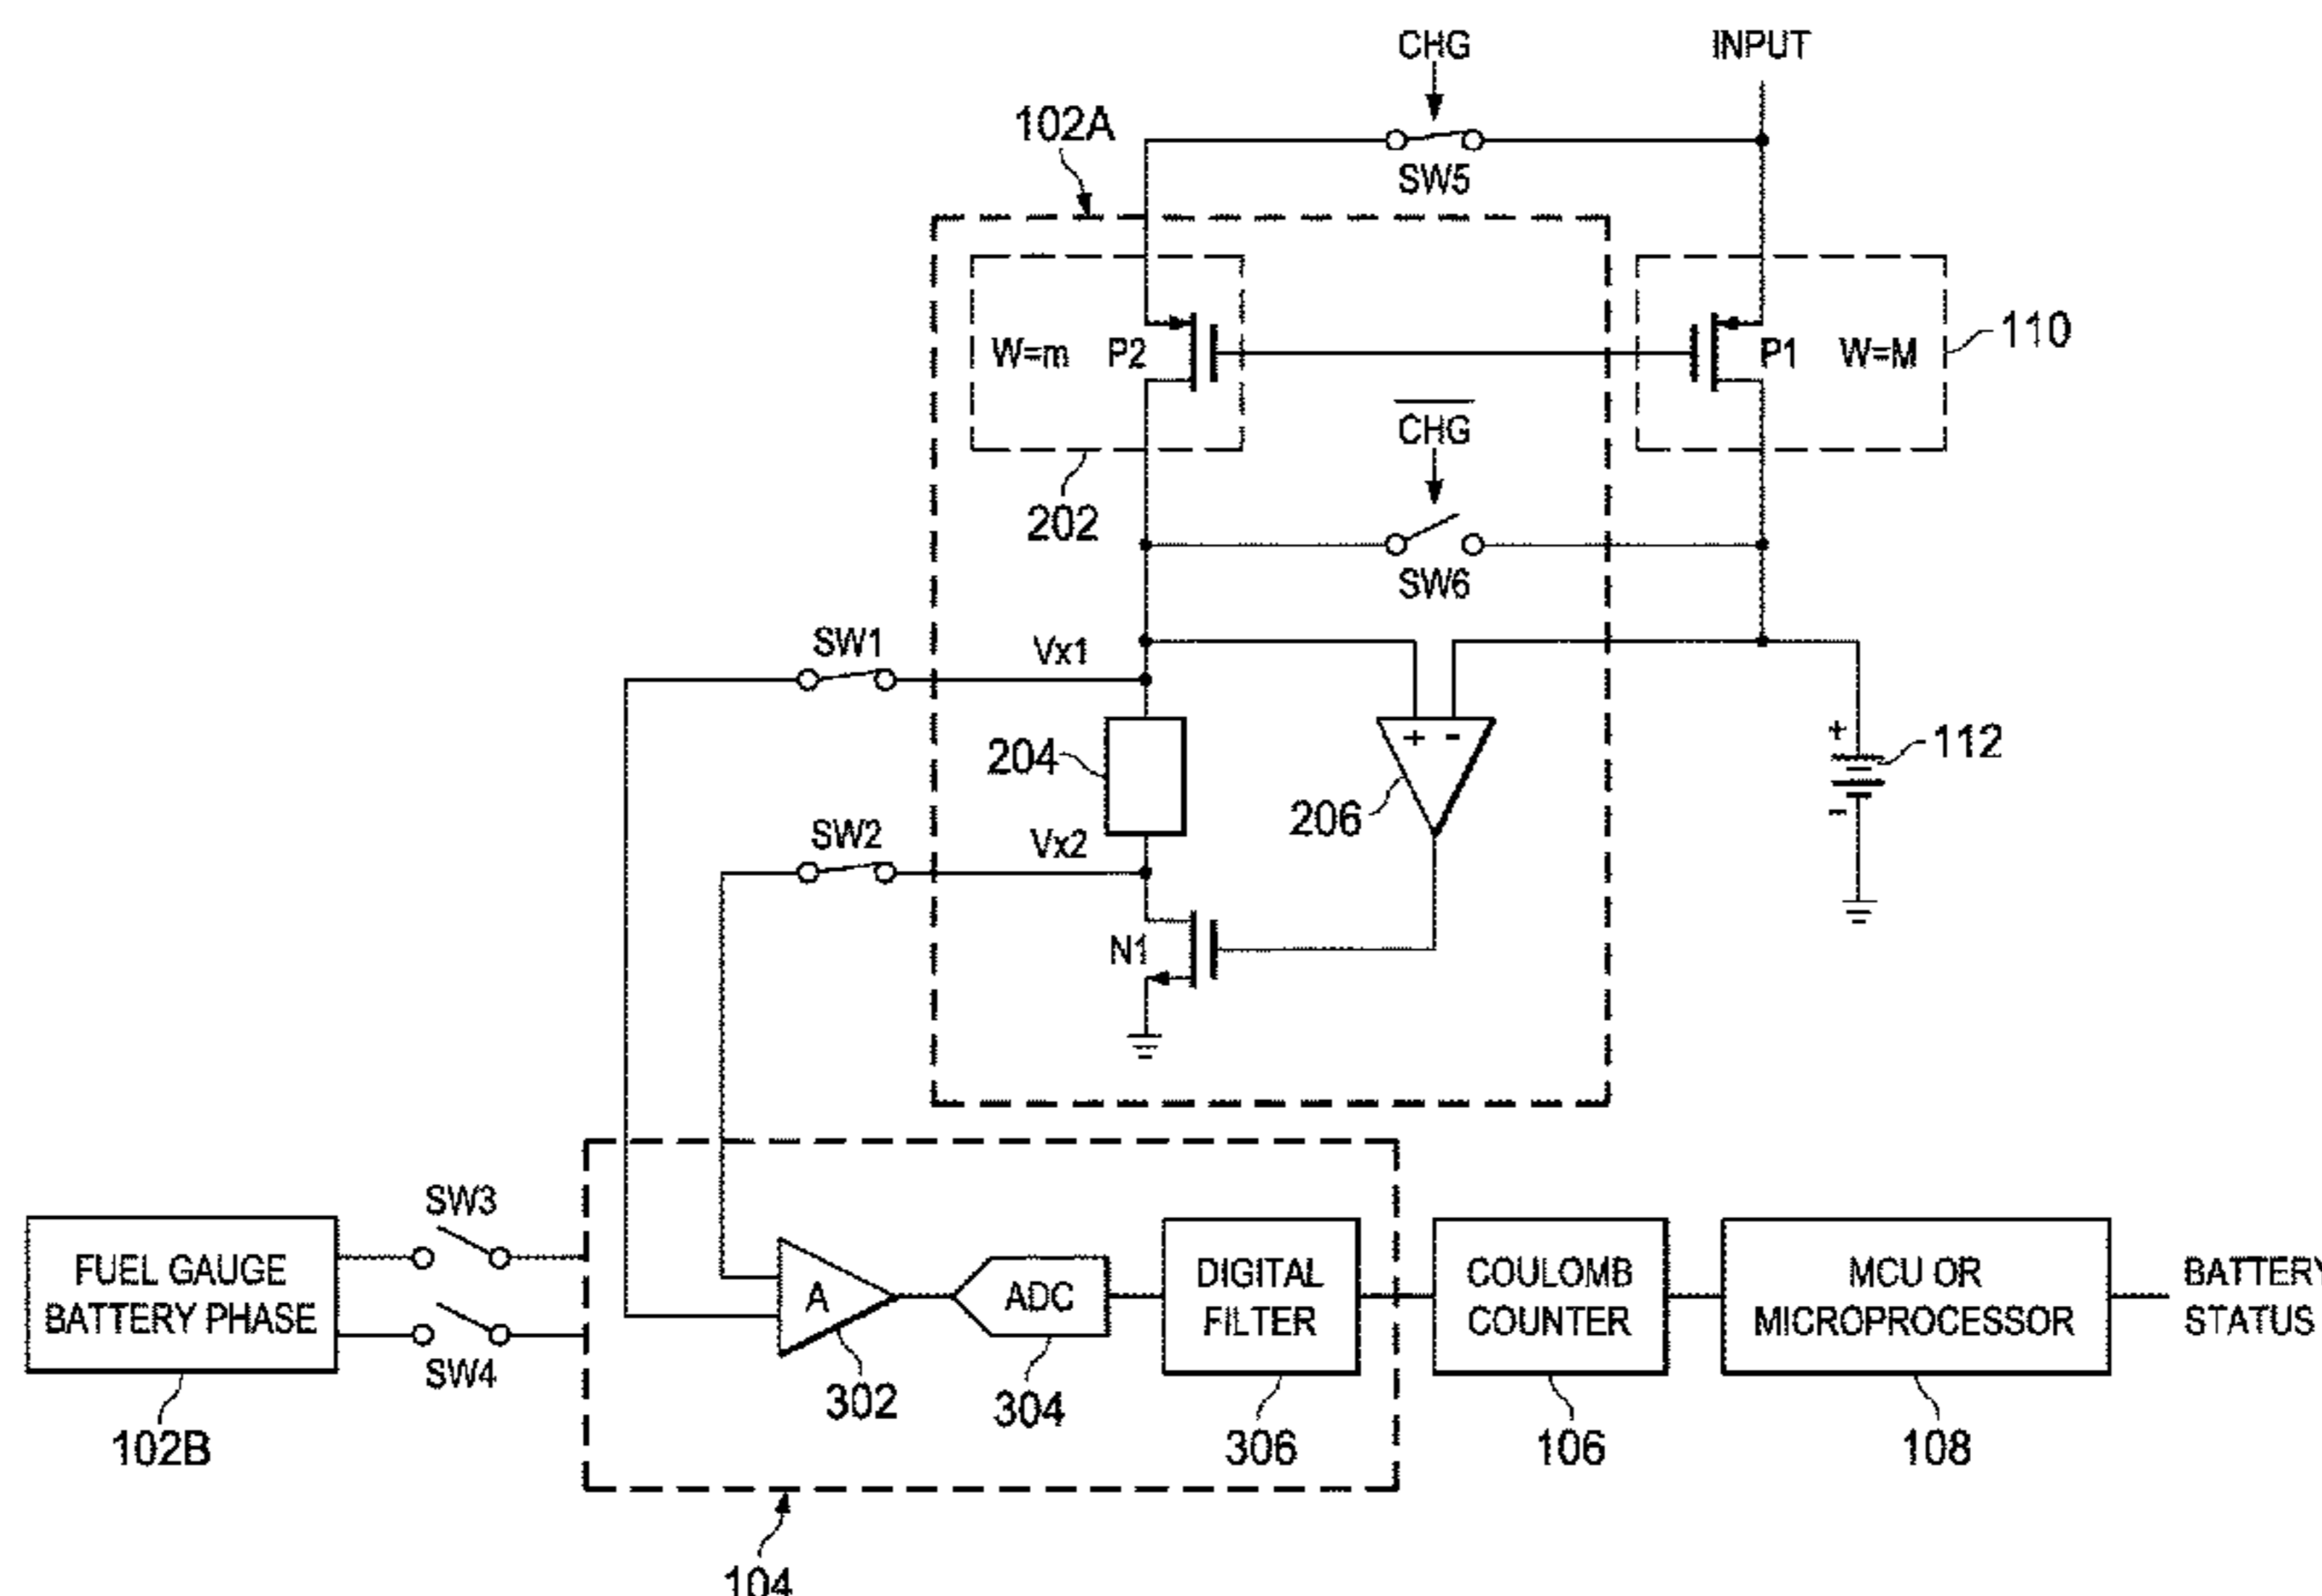 CHG
INPUT
102A
SW5
W=m
P2
P1
W=M
110
CHG
202
SW6
SW1
Vx1
204
+ -
206
+
-
112
SW2
Vx2
N1
SW3
FUEL GAUGE
BATTERY PHASE
SW4
102B
A
302
ADC
304
DIGITAL
FILTER
306
COULOMB
COUNTER
106
MCU OR
MICROPROCESSOR
108
BATTERY
STATUS
104